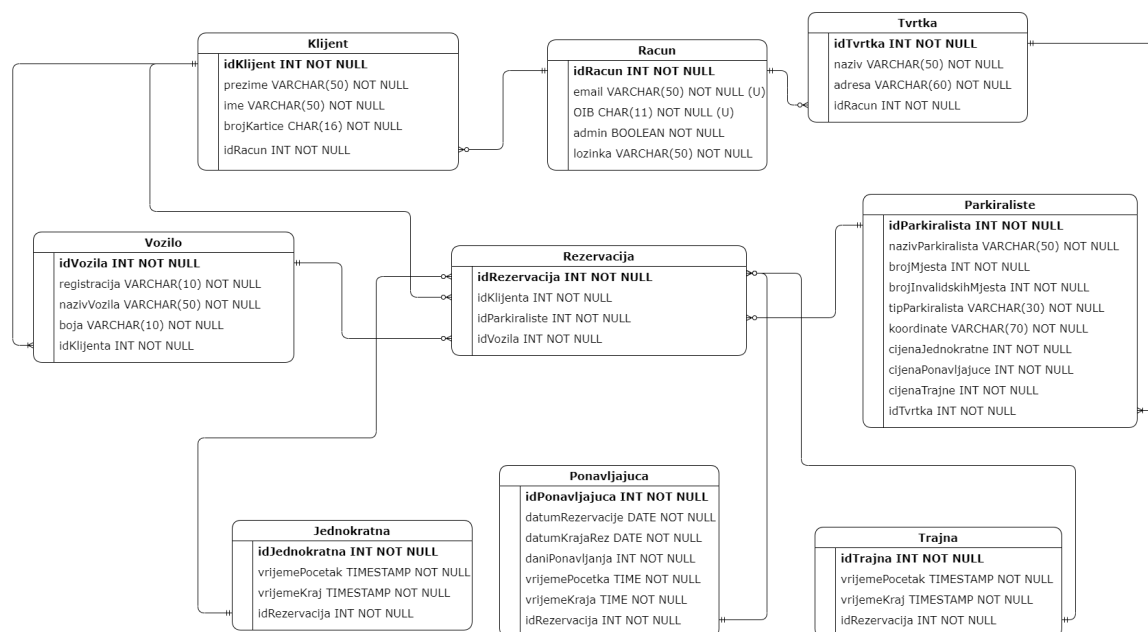 Klijent
idKlijent INT NOT NULL
prezime VARCHAR(50) NOT NULL
ime VARCHAR(50) NOT NULL
brojKartice CHAR(16) NOT NULL
idRacun INT NOT NULL
Racun
idRacun INT NOT NULL
email VARCHAR(50) NOT NULL (U)
OIB CHAR(11) NOT NULL (U)
admin BOOLEAN NOT NULL
lozinka VARCHAR(50) NOT NULL
Tvrtka
idTvrtka INT NOT NULL
naziv VARCHAR(50) NOT NULL
adresa VARCHAR(60) NOT NULL
idRacun INT NOT NULL
Vozilo
idVozila INT NOT NULL
registracija VARCHAR(10) NOT NULL
nazivVozila VARCHAR(50) NOT NULL
boja VARCHAR(10) NOT NULL
idKlijenta INT NOT NULL
Rezervacija
idRezervacija INT NOT NULL
idKlijenta INT NOT NULL
idParkiraliste INT NOT NULL
idVozila INT NOT NULL
Parkiraliste
idParkiralista INT NOT NULL
nazivParkiralista VARCHAR(50) NOT NULL
brojMjesta INT NOT NULL
brojInvalidskihMjesta INT NOT NULL
tipParkiralista VARCHAR(30) NOT NULL
koordinate VARCHAR(70) NOT NULL
cijenaJednokratne INT NOT NULL
cijenaPonavljajuce INT NOT NULL
cijenaTrajne INT NOT NULL
idTvrtka INT NOT NULL
Jednokratna
idJednokratna INT NOT NULL
vrijemePocetak TIMESTAMP NOT NULL
vrijemeKraj TIMESTAMP NOT NULL
idRezervacija INT NOT NULL
Ponavljajuca
idPonavljajuca INT NOT NULL
datumRezervacije DATE NOT NULL
datumKrajaRez DATE NOT NULL
daniPonavljanja INT NOT NULL
vrijemePocetka TIME NOT NULL
vrijemeKraja TIME NOT NULL
idRezervacija INT NOT NULL
Trajna
idTrajna INT NOT NULL
vrijemePocetak TIMESTAMP NOT NULL
vrijemeKraj TIMESTAMP NOT NULL
idRezervacija INT NOT NULL